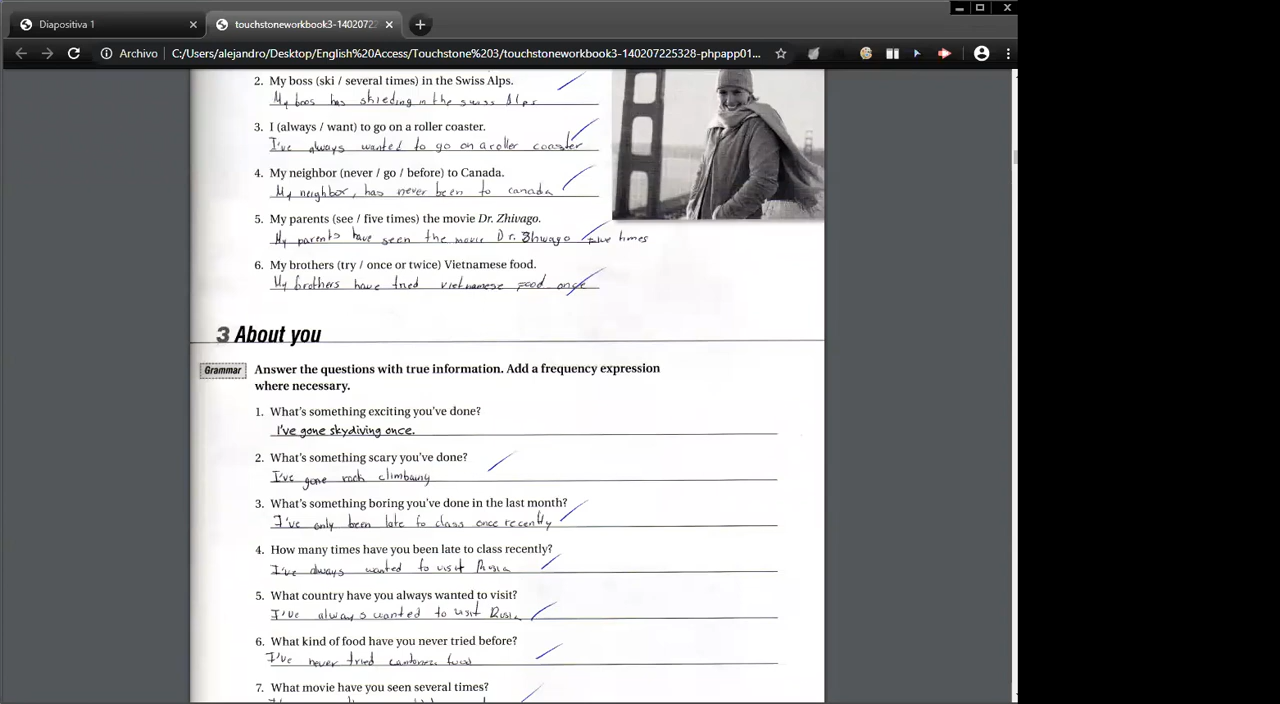 Diapositiva 1
touchstoneworkbook3-1402072
Archivo
C:/Users/alejandro/Desktop/English%20Access/Touchstone%203/touchstoneworkbook3-140207225328-phpapp01...
2. My boss (ski / several times) in the Swiss Alps.
My boos has skieding in the swiss Alps
3. I (always / want) to go on a roller coaster.
I've always wanted to go on a roller coaster
4. My neighbor (never / go / before) to Canada.
My neighbor, has never been to canada
5. My parents (see / five times) the movie Dr. Zhivago.
My parents have seen the movie Dr. Zhivago five times
6. My brothers (try / once or twice) Vietnamese food.
My brothers have tried vietnamese food once
3 About you
Grammar
Answer the questions with true information. Add a frequency expression
where necessary.
1. What's something exciting you've done?
I've gone skydiving once.
2. What's something scary you've done?
I've gone rock climbaing
3. What's something boring you've done in the last month?
I've only been late to class once recently
4. How many times have you been late to class recently?
I've always wanted to visit Rusia
5. What country have you always wanted to visit?
I've always wanted to visit Rusia
6. What kind of food have you never tried before?
I've never tried food
7. What movie have you seen several times?